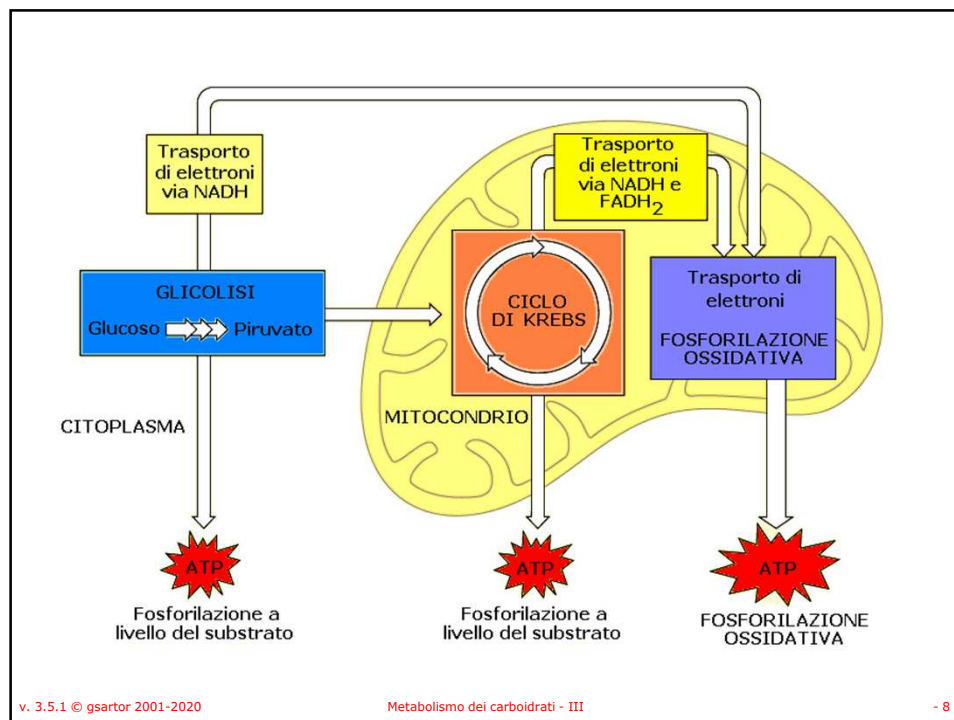 Trasporto
di elettroni
via NADH
Trasporto
di elettroni
via NADH e
FADH2
GLICOLISI
Glucoso Piruvato
CICLO
DI KREBS
Trasporto di
elettroni
FOSFORILAZIONE
OSSIDATIVA
CITOPLASMA
MITOCONDRIO
ATP
ATP
ATP
Fosforilazione a
livello del substrato
Fosforilazione a
livello del substrato
FOSFORILAZIONE
OSSIDATIVA
v. 3.5.1 © gsartor 2001-2020 Metabolismo dei carboidrati - III - 8